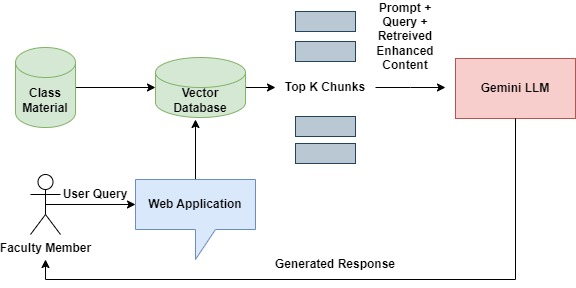 Prompt +
Query +
Retreived
Enhanced
Content
Class
Material
Vector
Database
Top K Chunks
Gemini LLM
User Query
Web Application
Faculty Member
Generated Response